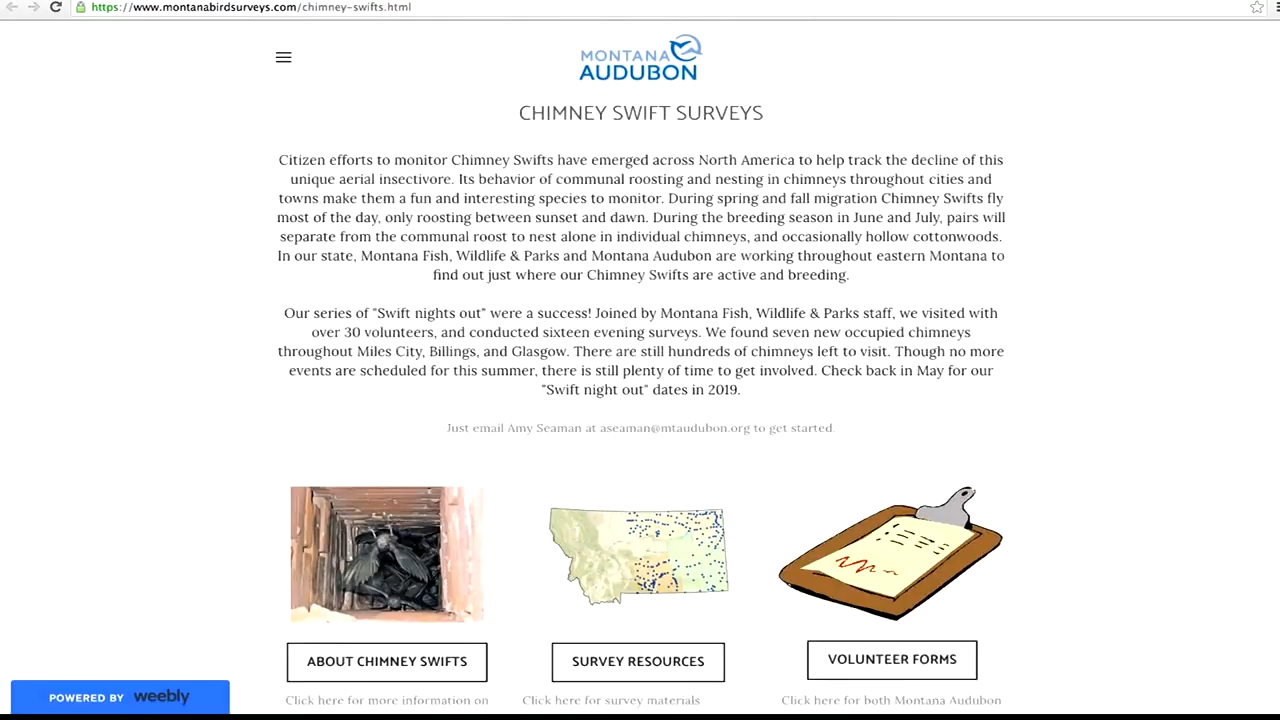 https://www.montanabirdsurveys.com/chimney-swifts.html
MONTANA
AUDUBON
CHIMNEY SWIFT SURVEYS
Citizen efforts to monitor Chimney Swifts have emerged across North America to help track the decline of this
unique aerial insectivore. Its behavior of communal roosting and nesting in chimneys throughout cities and
towns make them a fun and interesting species to monitor. During spring and fall migration Chimney Swifts fly
most of the day, only roosting between sunset and dawn. During the breeding season in June and July, pairs will
separate from the communal roost to nest alone in individual chimneys, and occasionally hollow cottonwoods.
In our state, Montana Fish, Wildlife & Parks and Montana Audubon are working throughout eastern Montana to
find out just where our Chimney Swifts are active and breeding.
Our series of "Swift nights out" were a success! Joined by Montana Fish, Wildlife & Parks staff, we visited with
over 30 volunteers, and conducted sixteen evening surveys. We found seven new occupied chimneys
throughout Miles City, Billings, and Glasgow. There are still hundreds of chimneys left to visit. Though no more
events are scheduled for this summer, there is still plenty of time to get involved. Check back in May for our
"Swift night out" dates in 2019.
Just email Amy Seaman at aseaman@mtaudubon.org to get started.
ABOUT CHIMNEY SWIFTS
SURVEY RESOURCES
VOLUNTEER FORMS
Click here for more information on
Click here for survey materials
Click here for both Montana Audubon
POWERED BY weebly